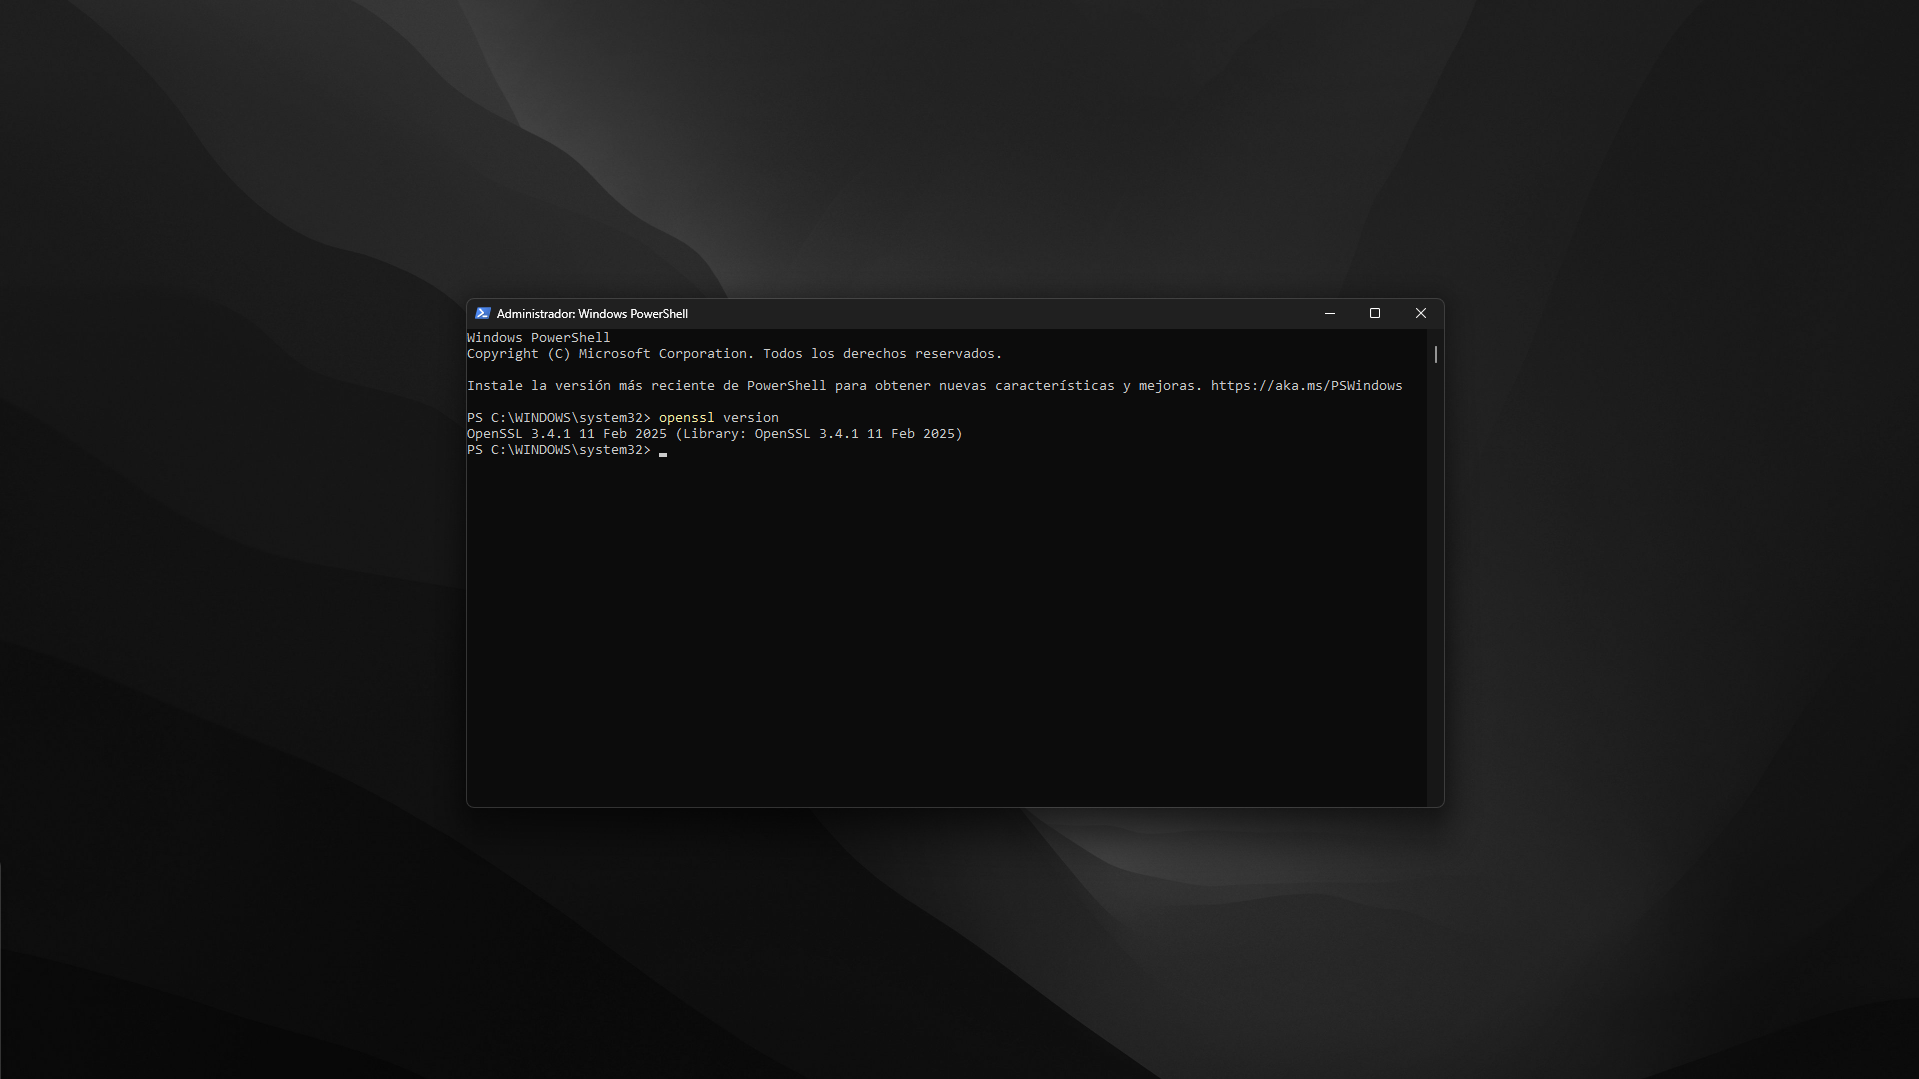 Administrador: Windows PowerShell
Windows PowerShell
Copyright (C) Microsoft Corporation. Todos los derechos reservados.
Instale la versión más reciente de PowerShell para obtener nuevas características y mejoras. https://aka.ms/PSWindows
PS C:\WINDOWS\system32> openssl version
OpenSSL 3.4.1 11 Feb 2025 (Library: OpenSSL 3.4.1 11 Feb 2025)
PS C:\WINDOWS\system32>